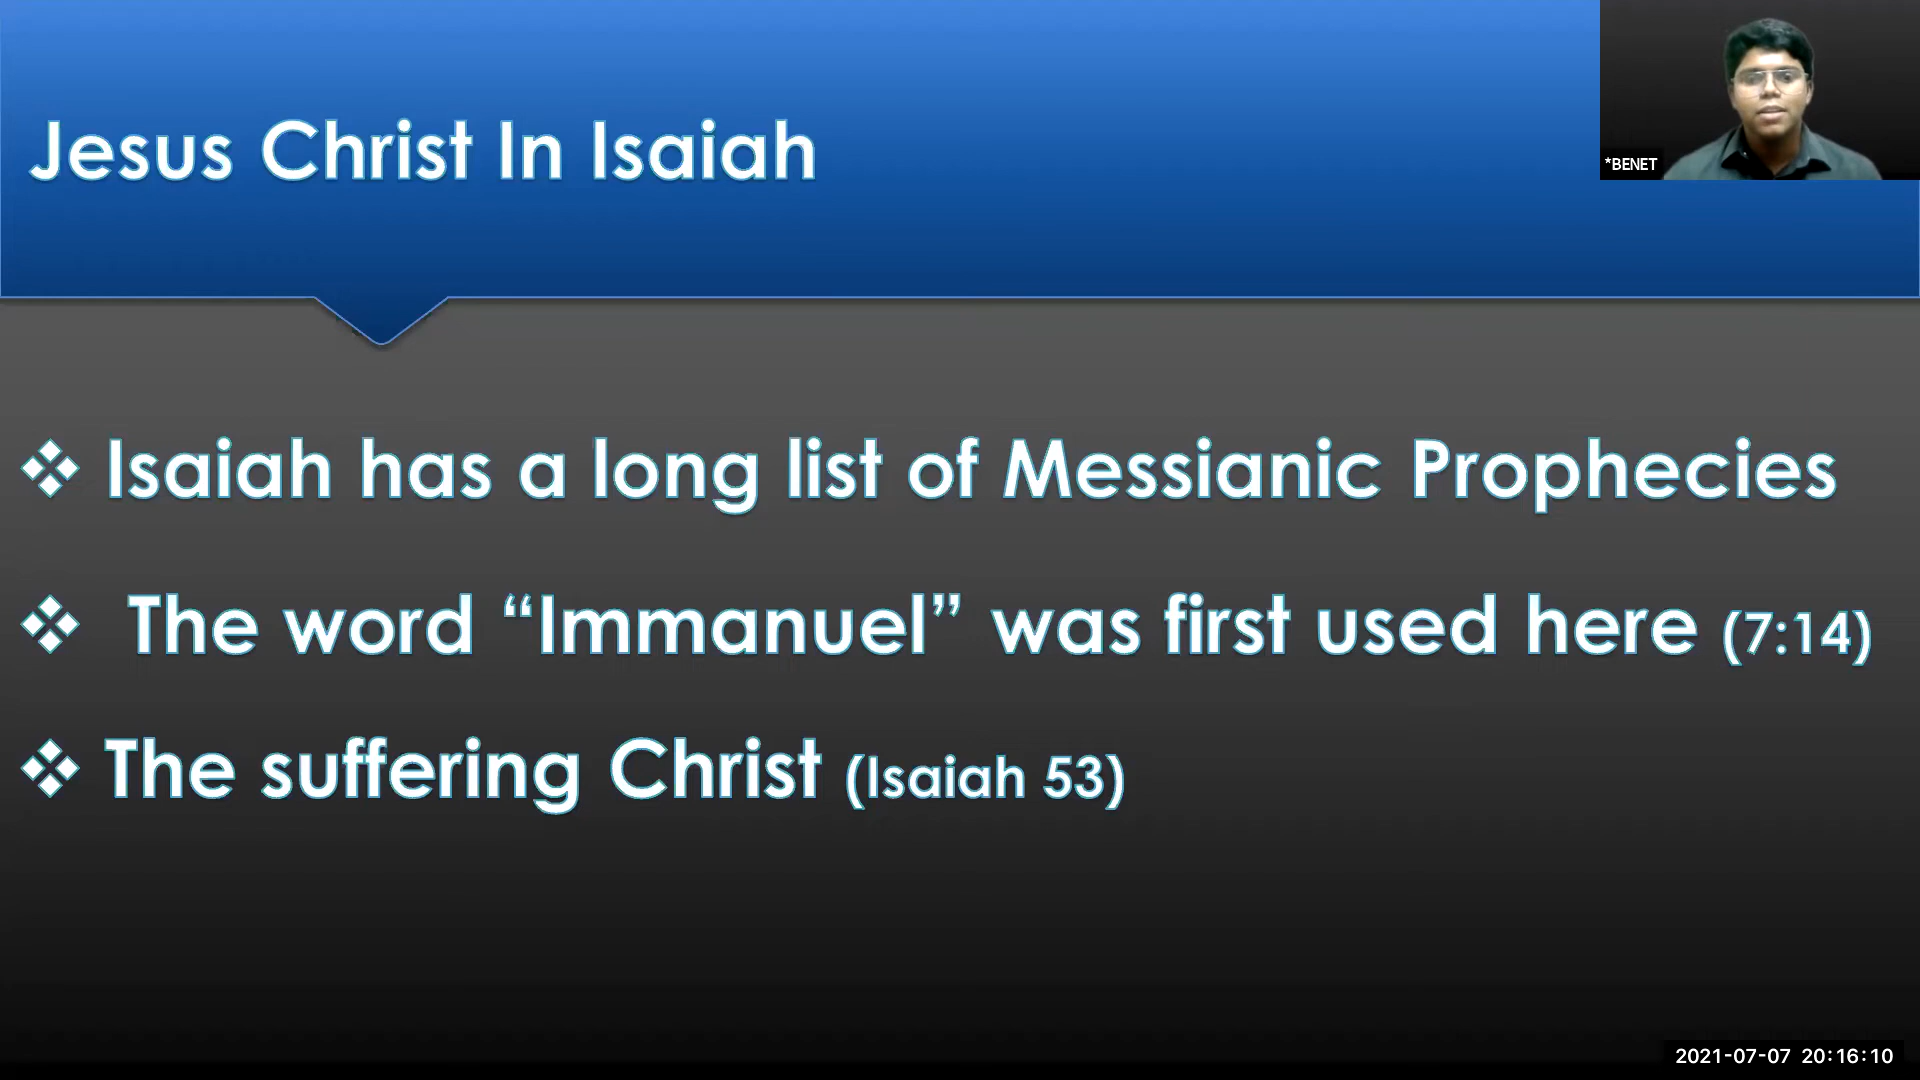 Jesus Christ In Isaiah
*BENET
Isaiah has a long list of Messianic Prophecies
The word “Immanuel” was first used here (7:14)
The suffering Christ (Isaiah 53)
2021-07-07 20:16:10